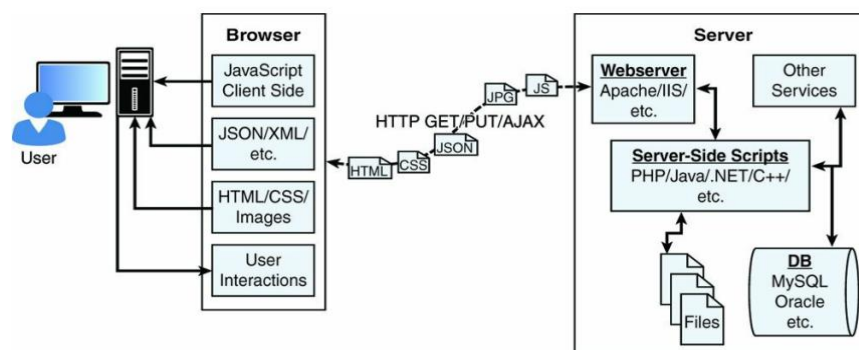 User
Browser
JavaScript
Client Side
JSON/XML/
etc.
HTML/CSS/
Images
User
Interactions
HTTP GET/PUT/AJAX
HTML
CSS
JSON
JPG
JS
Server
Webserver
Apache/IIS/
etc.
Other
Services
Server-Side Scripts
PHP/Java/.NET/C++/
etc.
Files
DB
MySQL
Oracle
etc.